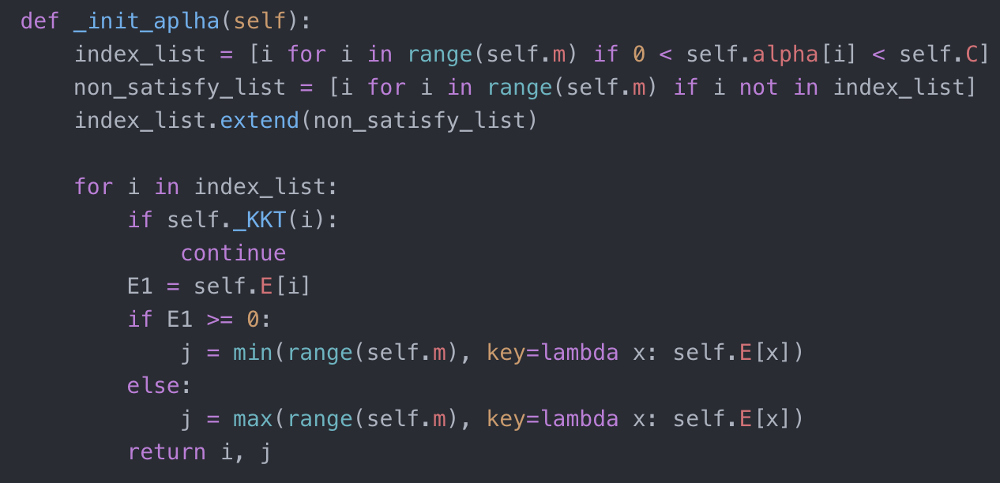 def _init_aplha(self):
    index_list = [i for i in range(self.m) if 0 < self.alpha[i] < self.C]
    non_satisfy_list = [i for i in range(self.m) if i not in index_list]
    index_list.extend(non_satisfy_list)

    for i in index_list:
        if self._KKT(i):
            continue
        E1 = self.E[i]
        if E1 >= 0:
            j = min(range(self.m), key=lambda x: self.E[x])
        else:
            j = max(range(self.m), key=lambda x: self.E[x])
        return i, j